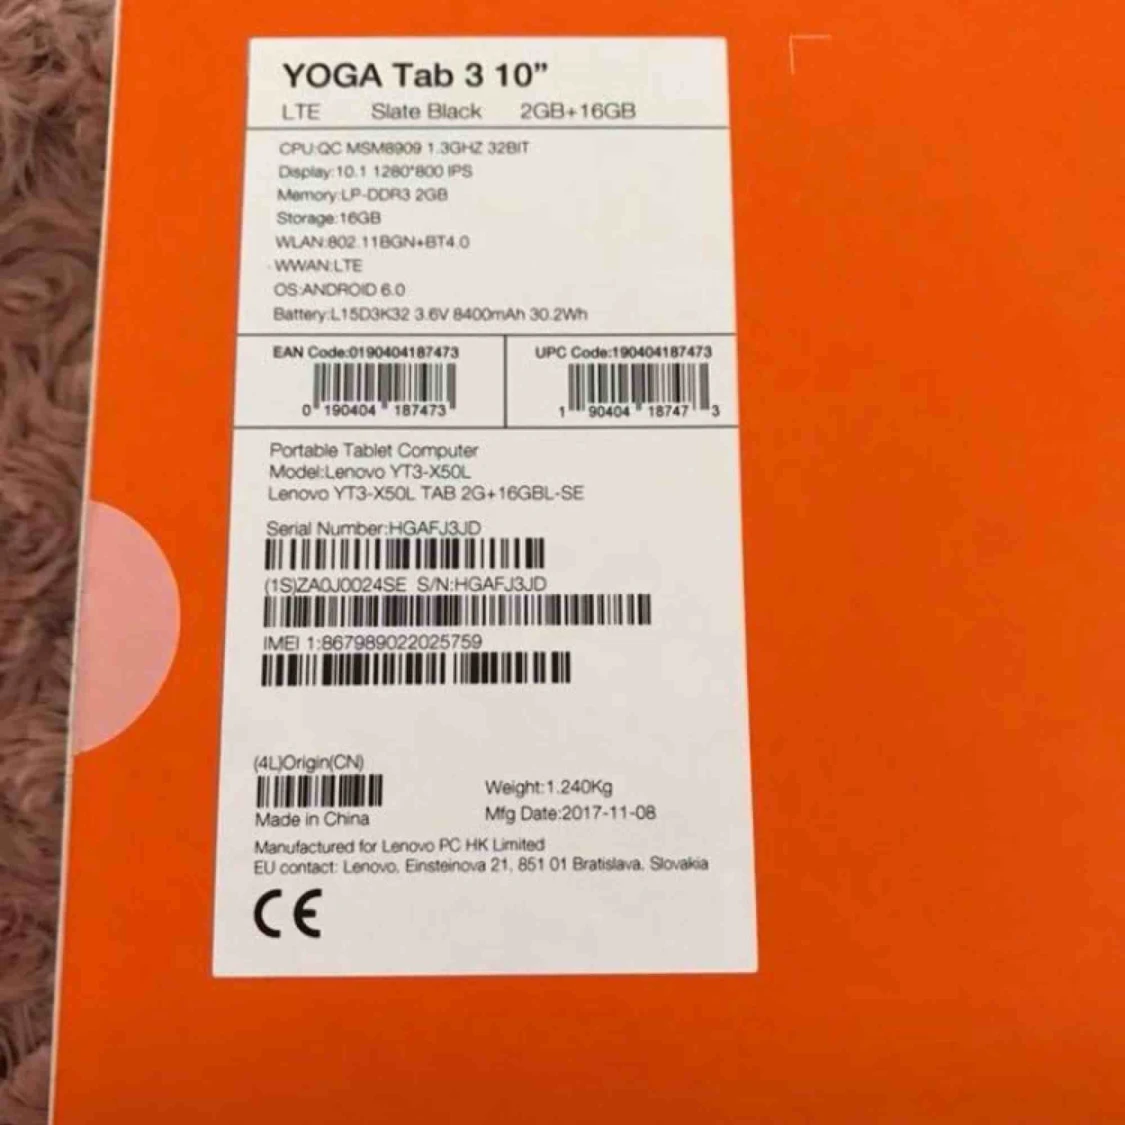 YOGA Tab 3 10”
LTE Slate Black 2GB+16GB
CPU:QC MSM8909 1.3GHZ 32BIT
Display:10.1 1280*800 IPS
Memory:LP-DDR3 2GB
Storage:16GB
WLAN:802.11BGN+BT4.0
WWAN:LTE
OS:ANDROID 6.0
Battery:L15D3K32 3.6V 8400mAh 30.2Wh
EAN Code:0190404187473
0 190404 187473
UPC Code:190404187473
1 90404 18747 3
Portable Tablet Computer
Model:Lenovo YT3-X50L
Lenovo YT3-X50L TAB 2G+16GBL-SE
Serial Number:HGAFJ3JD
(1S)ZA0J0024SE S/N:HGAFJ3JD
IMEI 1:867989022025759
(4L)Origin(CN)
Made in China
Weight:1.240Kg
Mfg Date:2017-11-08
Manufactured for Lenovo PC HK Limited
EU contact: Lenovo, Einsteinova 21, 851 01 Bratislava, Slovakia
CE